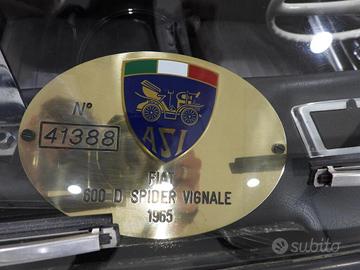 N°
41388
ASI
FIAT
600 D SPIDER VIGNALE
1965
subito